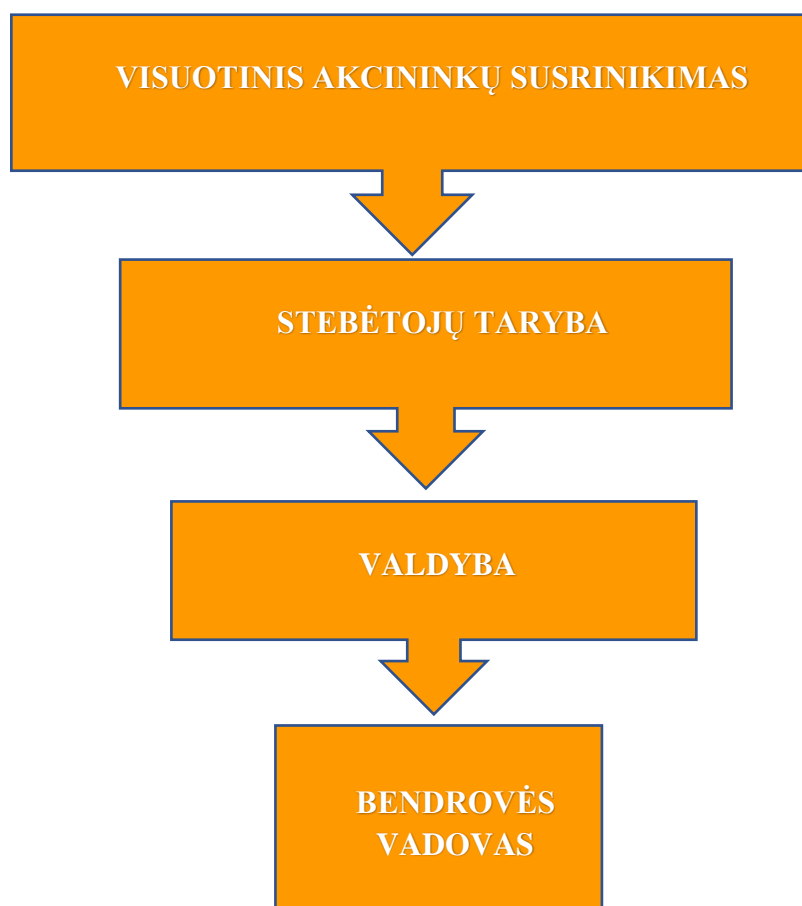 VISUOTINIS AKCININKŲ SUSRINIKIMAS
STEBĖTOJŲ TARYBA
VALDYBA
BENDROVĖS
VADOVAS